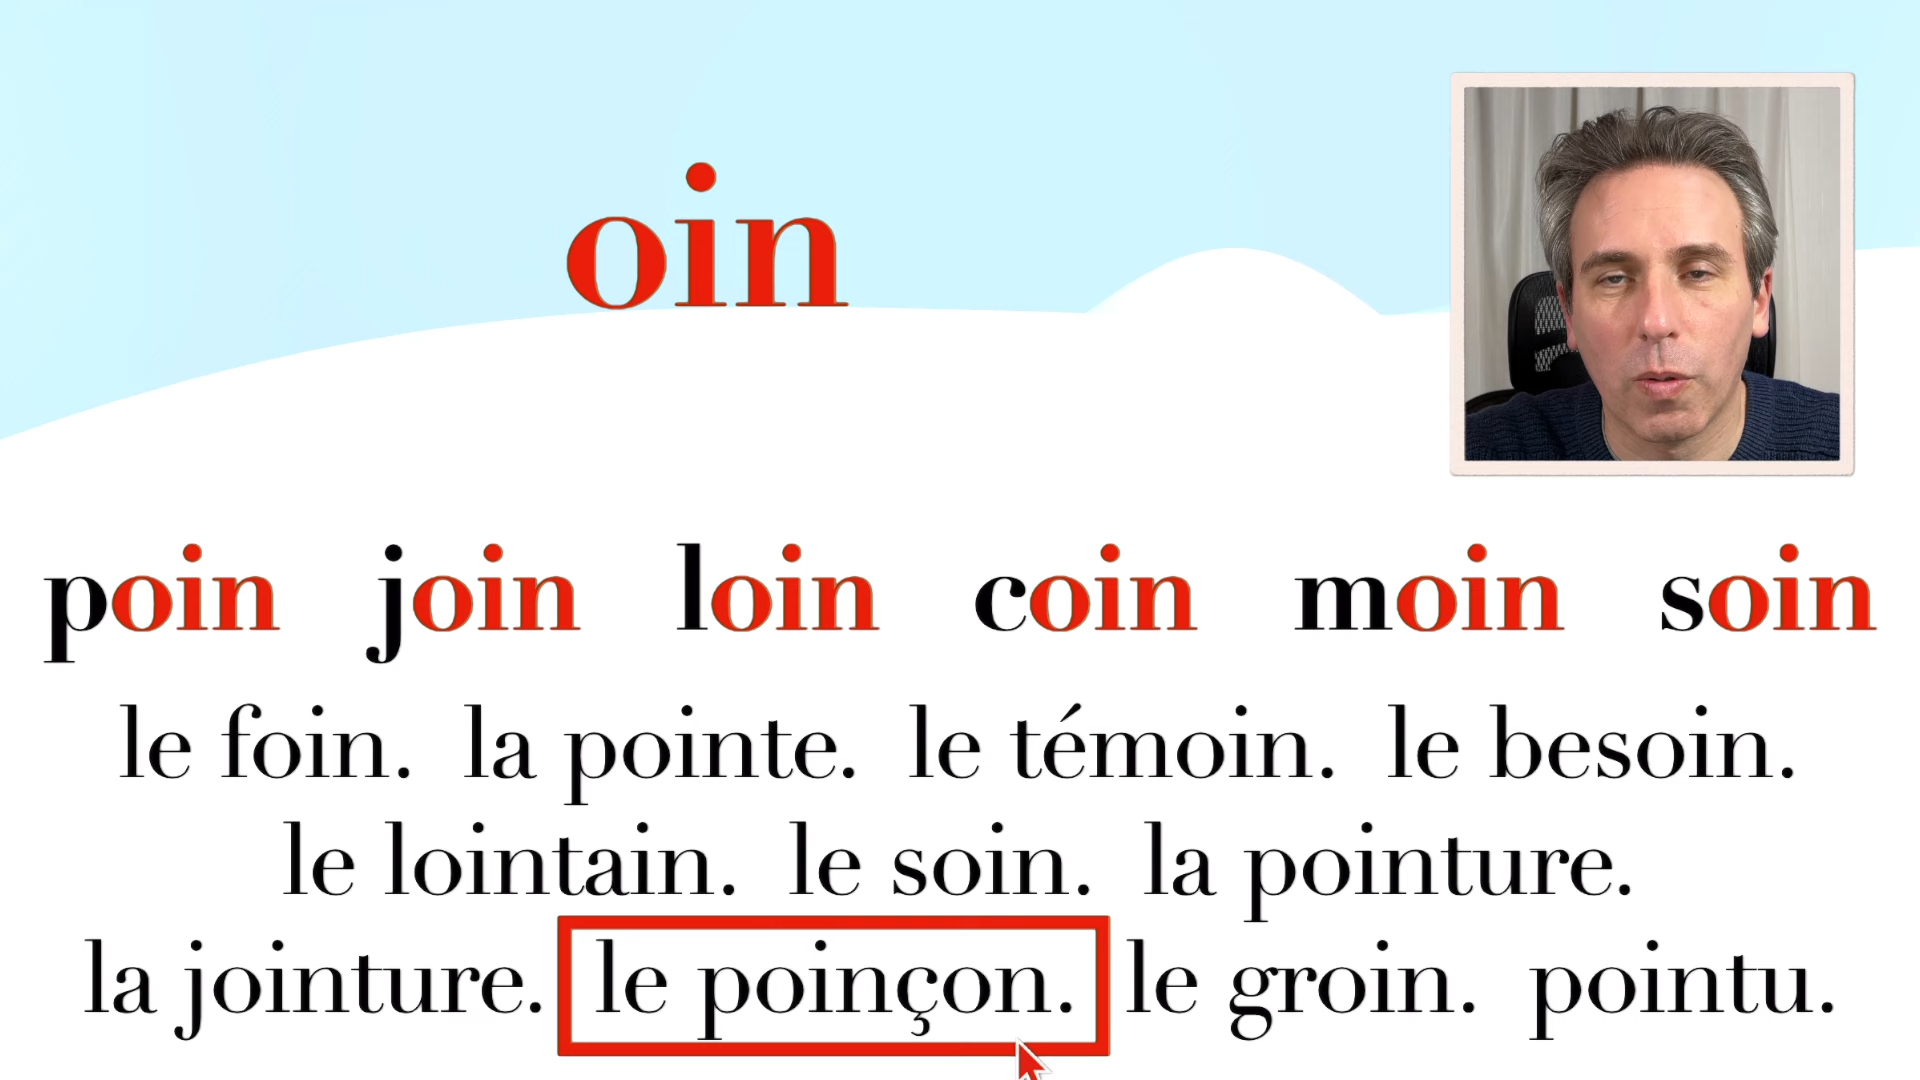 oin
poin join loin coin moin soin
le foin. la pointe. le témoin. le besoin.
le lointain. le soin. la pointure.
la jointure. le poinçon. le groin. pointu.